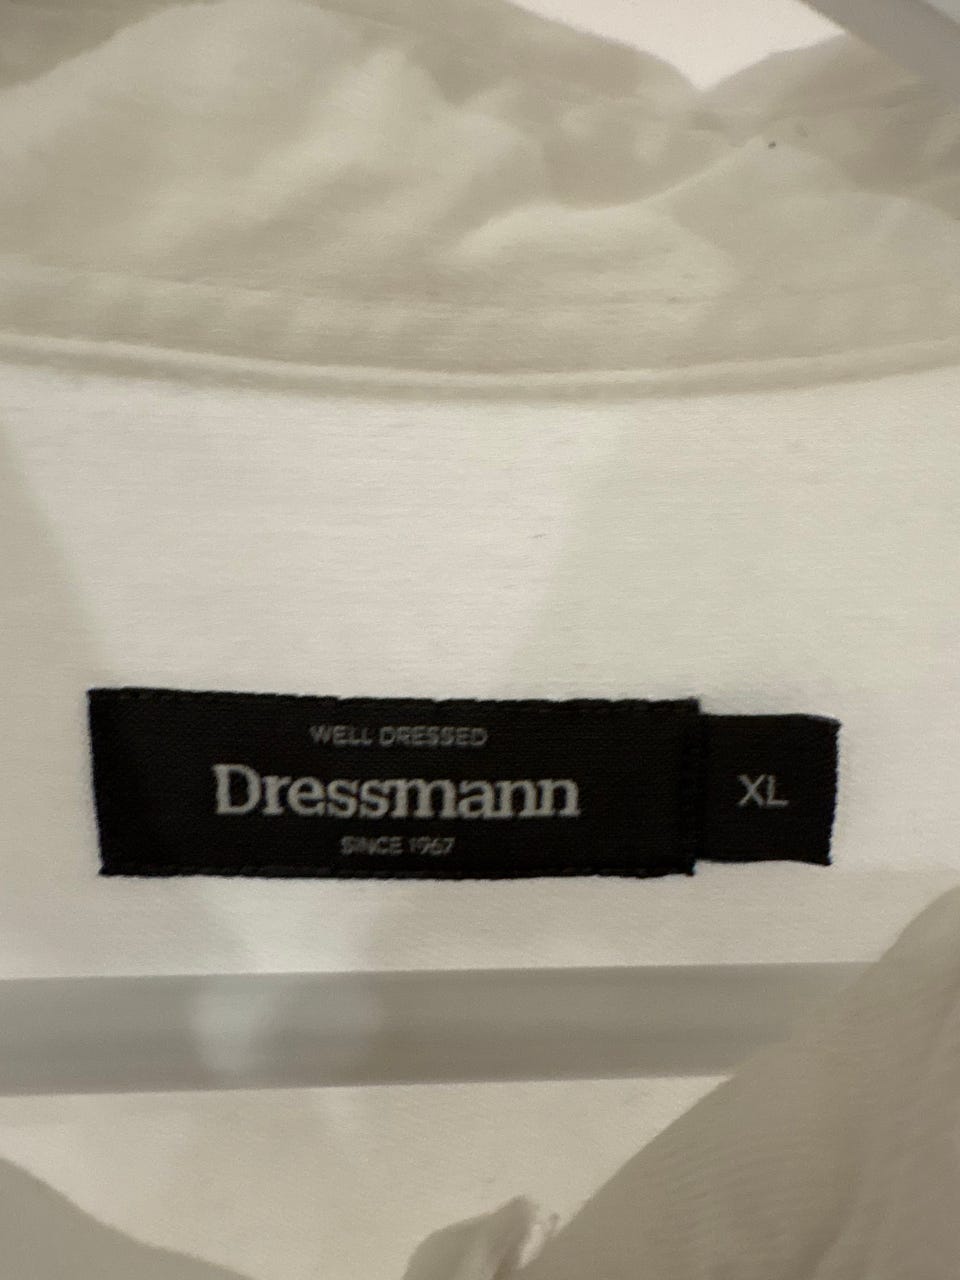 WELL DRESSED
Dressmann
SINCE 1967
XL